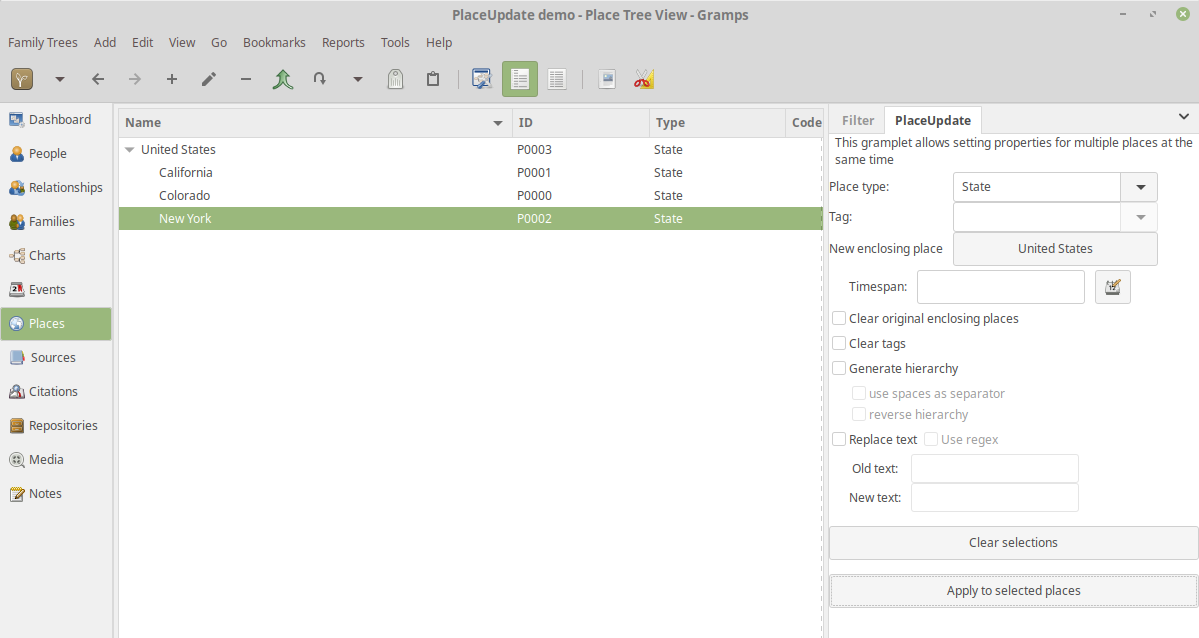 PlaceUpdate demo - Place Tree View - Gramps
Family Trees Add Edit View Go Bookmarks Reports Tools Help
Dashboard
People
Relationships
Families
Charts
Events
Places
Sources
Citations
Repositories
Media
Notes
Name ID Type Code
United States P0003 State
California P0001 State
Colorado P0000 State
New York P0002 State
Filter PlaceUpdate
This gramplet allows setting properties for multiple places at the
same time
Place type: State
Tag:
New enclosing place United States
Timespan:
Clear original enclosing places
Clear tags
Generate hierarchy
use spaces as separator
reverse hierarchy
Replace text Use regex
Old text:
New text:
Clear selections
Apply to selected places